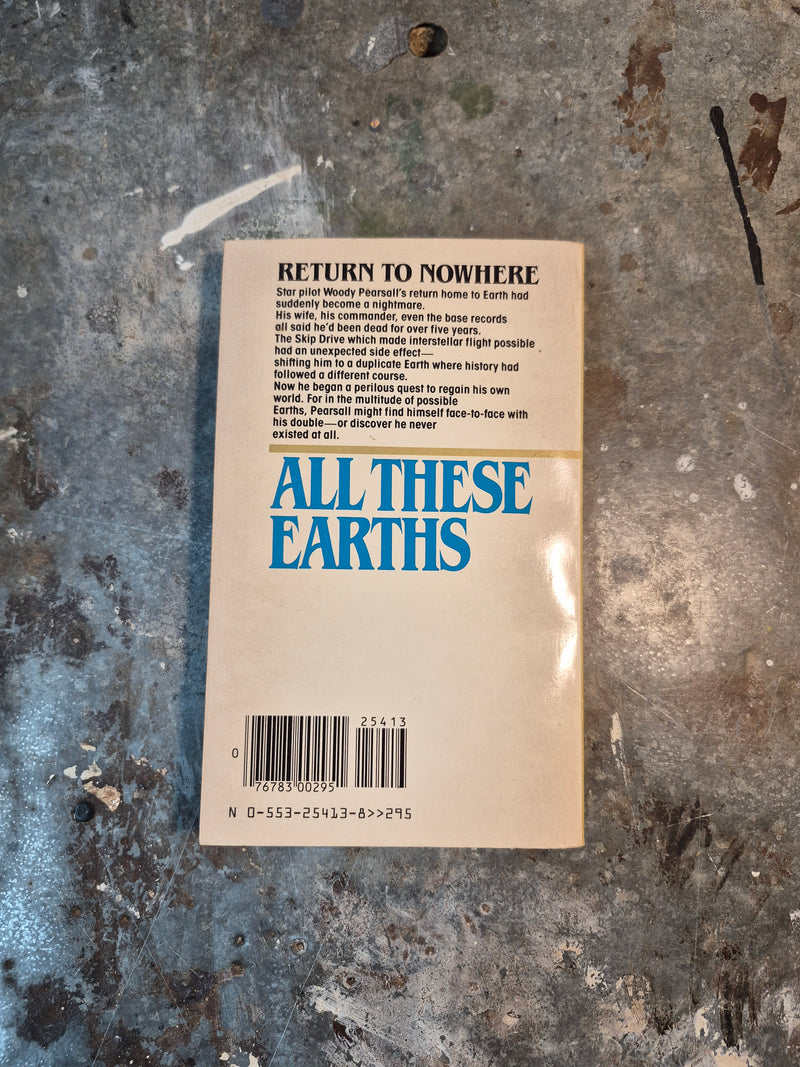 RETURN TO NOWHERE
Star pilot Woody Pearsall's return home to Earth had
suddenly become a nightmare.
His wife, his commander, even the base records
all said he'd been dead for over five years.
The Skip Drive which made interstellar flight possible
had an unexpected side effect—
shifting him to a duplicate Earth where history had
followed a different course.
Now he began a perilous quest to regain his own
world. For in the multitude of possible
Earths, Pearsall might find himself face-to-face with
his double—or discover he never
existed at all.
ALL THESE
EARTHS
25413
0
76783 00295
N 0-553-25413-8>>295